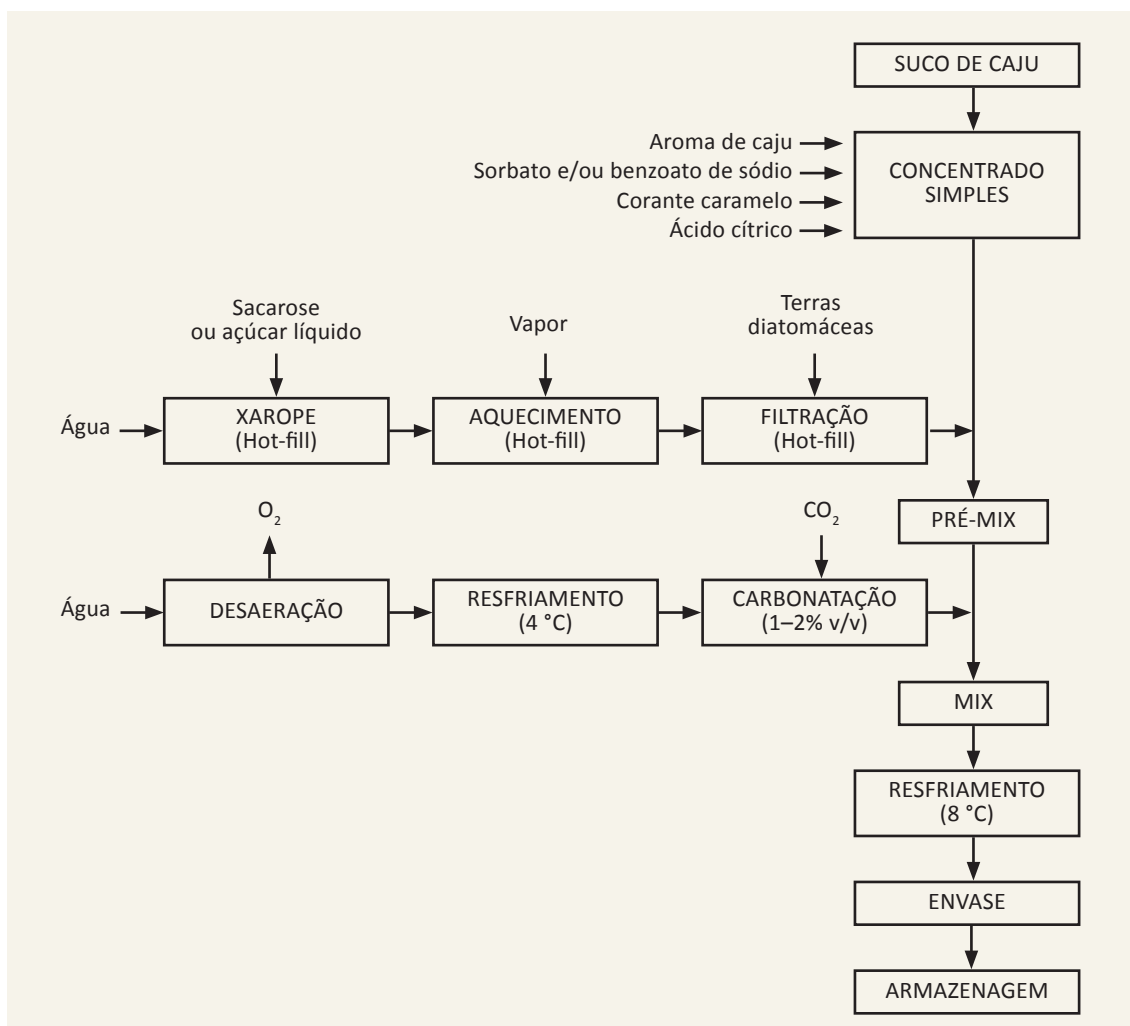 SUCO DE CAJU
Aroma de caju
Sorbato e/ou benzoato de sódio
Corante caramelo
Ácido cítrico
CONCENTRADO
SIMPLES
Sacarose
ou açúcar líquido
Vapor
Terras
diatomáceas
Água
XAROPE
(Hot-fill)
AQUECIMENTO
(Hot-fill)
FILTRAÇÃO
(Hot-fill)
O₂
CO₂
PRÉ-MIX
Água
DESAERAÇÃO
RESFRIAMENTO
(4 °C)
CARBONATAÇÃO
(1–2% v/v)
MIX
RESFRIAMENTO
(8 °C)
ENVASE
ARMAZENAGEM